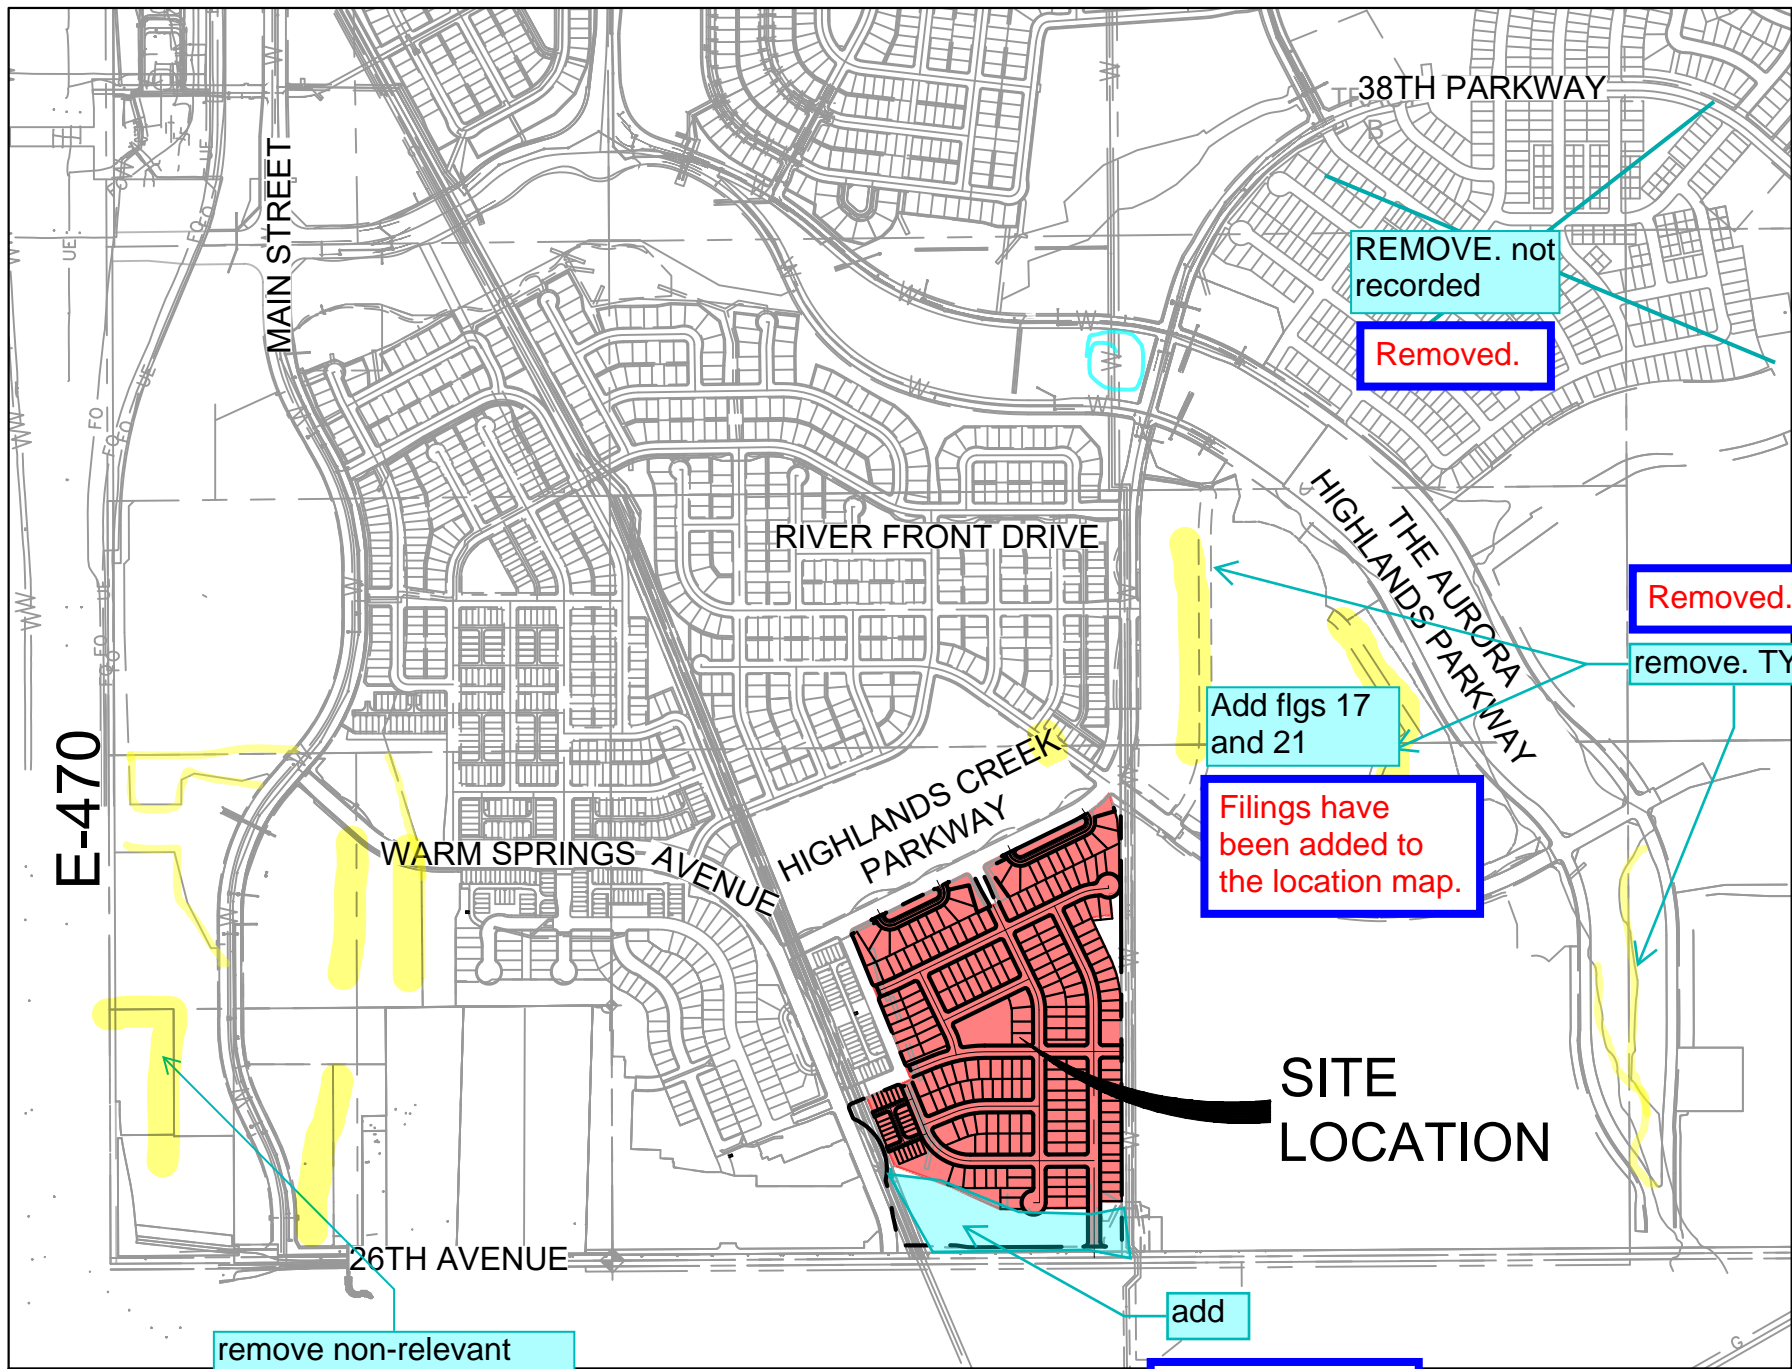 38TH PARKWAY
TRACT
B
MAIN STREET
REMOVE. not
recorded
Removed.
RIVER FRONT DRIVE
THE AURORA
HIGHLANDS PARKWAY
Removed.
remove. TY
Add flgs 17
and 21
Filings have
been added to
the location map.
E-470
HIGHLANDS CREEK
PARKWAY
WARM SPRINGS AVENUE
SITE
LOCATION
26TH AVENUE
add
remove non-relevant